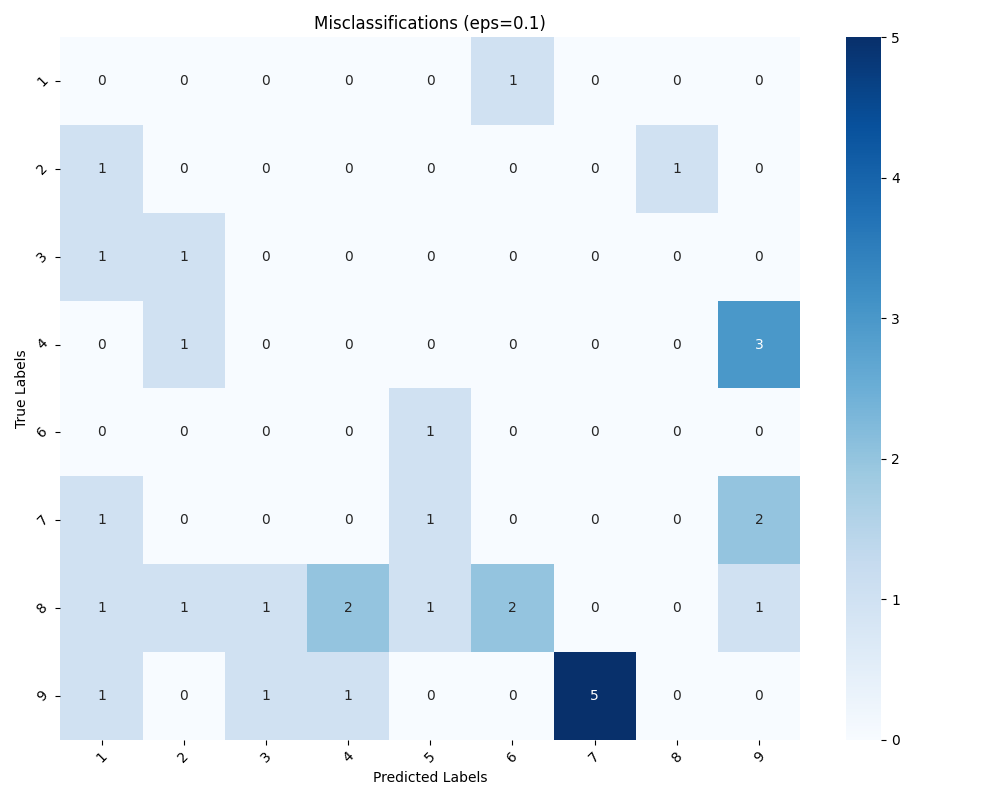 Misclassifications (eps=0.1)
1 0 0 0 0 0 1 0 0 0
2 1 0 0 0 0 0 0 1 0
3 1 1 0 0 0 0 0 0 0
4 0 1 0 0 0 0 0 0 3
6 0 0 0 0 1 0 0 0 0
7 1 0 0 0 1 0 0 0 2
8 1 1 1 2 1 2 0 0 1
9 1 0 1 1 0 0 5 0 0
1 2 3 4 5 6 7 8 9
True Labels
Predicted Labels
5
4
3
2
1
0